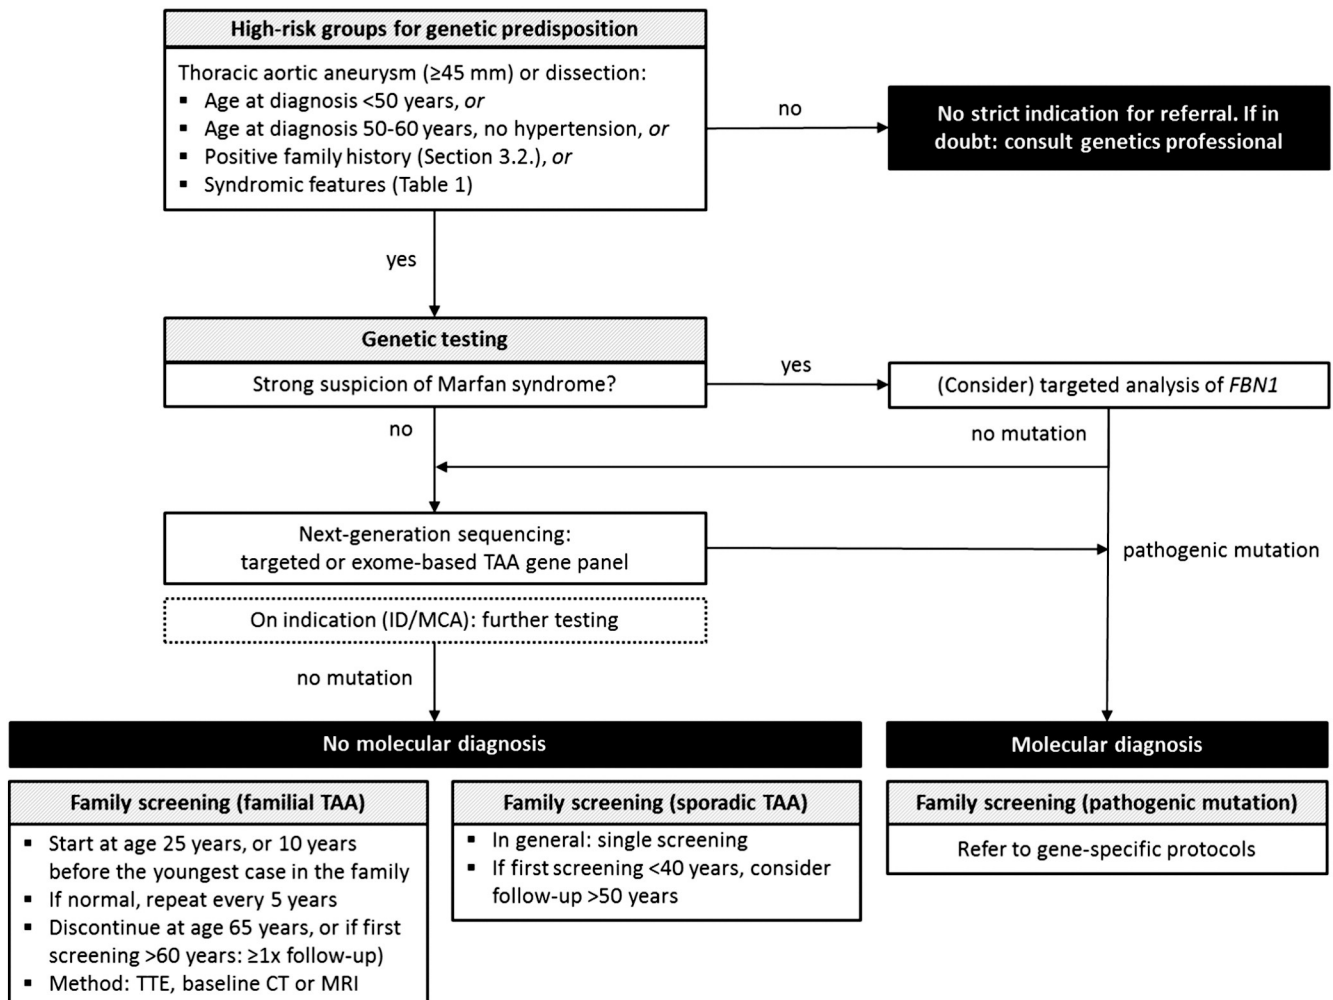 High-risk groups for genetic predisposition
Thoracic aortic aneurysm (≥45 mm) or dissection:
▪ Age at diagnosis <50 years, or
▪ Age at diagnosis 50-60 years, no hypertension, or
▪ Positive family history (Section 3.2.), or
▪ Syndromic features (Table 1)
no
No strict indication for referral. If in
doubt: consult genetics professional
yes
Genetic testing
Strong suspicion of Marfan syndrome?
yes
(Consider) targeted analysis of FBN1
no
no mutation
Next-generation sequencing:
targeted or exome-based TAA gene panel
pathogenic mutation
On indication (ID/MCA): further testing
no mutation
No molecular diagnosis
Molecular diagnosis
Family screening (familial TAA)
▪ Start at age 25 years, or 10 years
before the youngest case in the family
▪ If normal, repeat every 5 years
▪ Discontinue at age 65 years, or if first
screening >60 years: ≥1x follow-up)
▪ Method: TTE, baseline CT or MRI
Family screening (sporadic TAA)
▪ In general: single screening
▪ If first screening <40 years, consider
follow-up >50 years
Family screening (pathogenic mutation)
Refer to gene-specific protocols